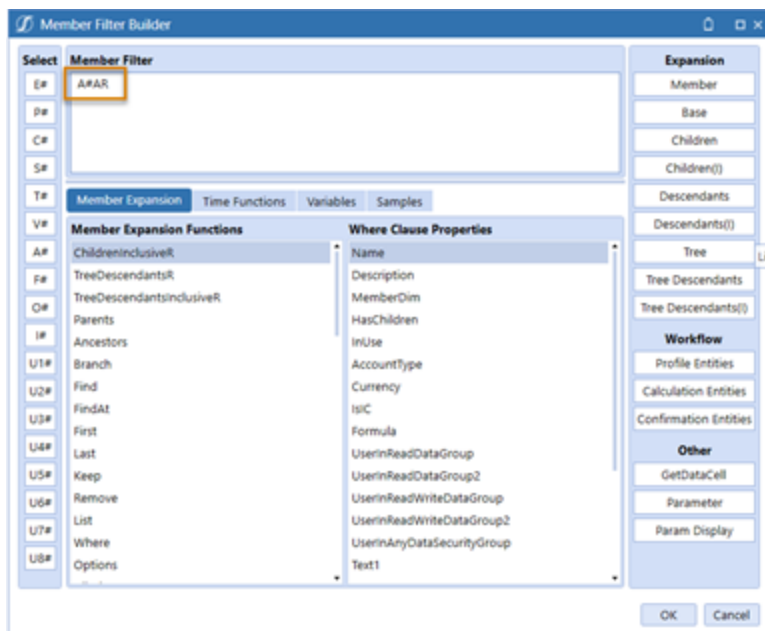 Member Filter Builder
Select
E#
P#
C#
S#
T#
V#
A#
F#
O#
I#
U1#
U2#
U3#
U4#
U5#
U6#
U7#
U8#
Member Filter
A#AR
Member Expansion Time Functions Variables Samples
Member Expansion Functions
ChildrenInclusiveR
TreeDescendantsR
TreeDescendantsInclusiveR
Parents
Ancestors
Branch
Find
FindAt
First
Last
Keep
Remove
List
Where
Options
Where Clause Properties
Name
Description
MemberDim
HasChildren
InUse
AccountType
Currency
IsIC
Formula
UserInReadDataGroup
UserInReadDataGroup2
UserInReadWriteDataGroup
UserInReadWriteDataGroup2
UserInAnyDataSecurityGroup
Text1
Expansion
Member
Base
Children
Children(I)
Descendants
Descendants(I)
Tree
Tree Descendants
Tree Descendants(I)
Workflow
Profile Entities
Calculation Entities
Confirmation Entities
Other
GetDataCell
Parameter
Param Display
OK Cancel